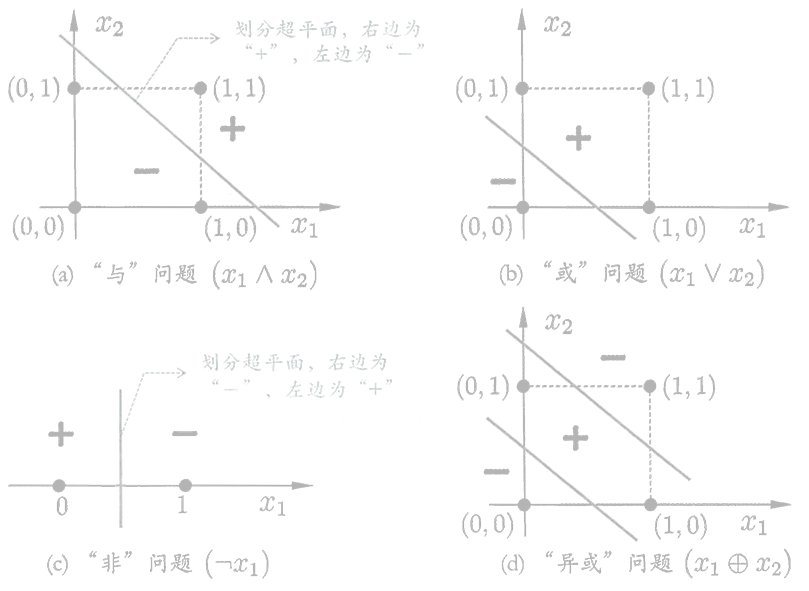 x₂
划分超平面，右边为
“+”，左边为“−”
(0,1)
(1,1)
+
−
(0,0)
(1,0)
x₁
(a) “与”问题 (x₁ ∧ x₂)
x₂
(0,1)
(1,1)
+
−
(0,0)
(1,0)
x₁
(b) “或”问题 (x₁ ∨ x₂)
划分超平面，右边为
“−”，左边为“+”
+
−
0
1
x₁
(c) “非”问题 (¬x₁)
x₂
−
(0,1)
(1,1)
+
−
(0,0)
(1,0)
x₁
(d) “异或”问题 (x₁ ⊕ x₂)